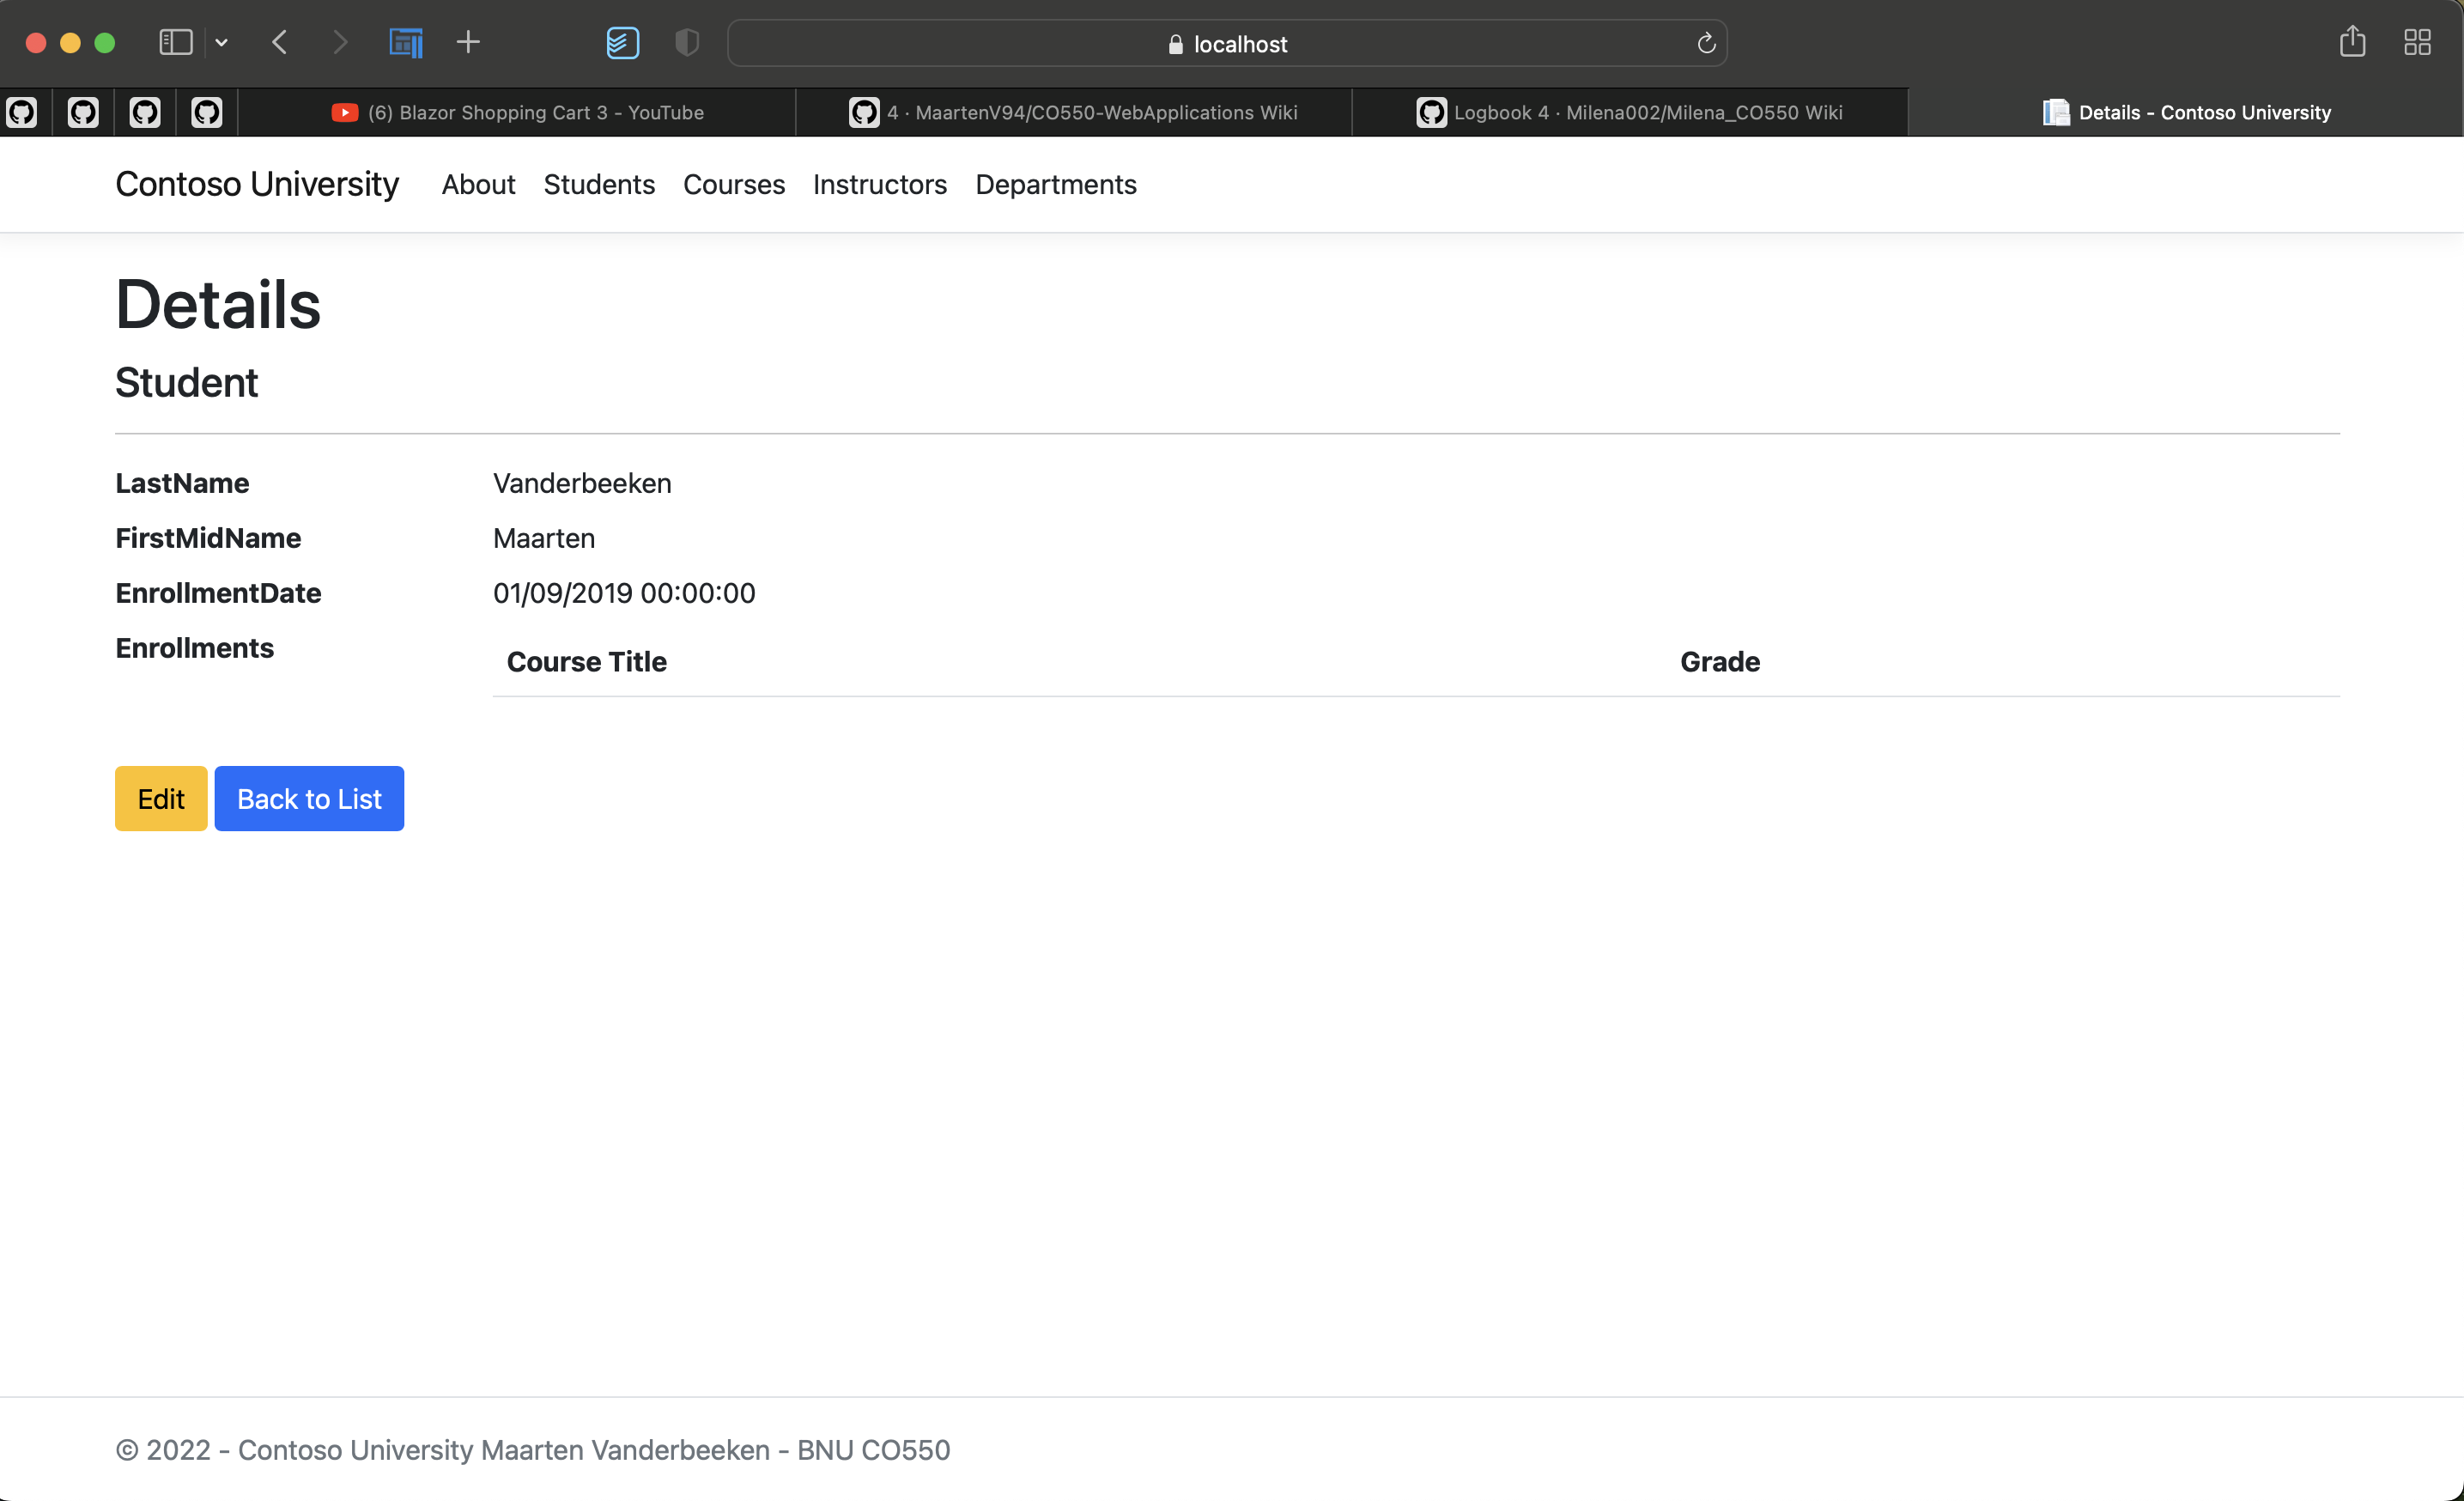 localhost
(6) Blazor Shopping Cart 3 - YouTube
4 · MaartenV94/CO550-WebApplications Wiki
Logbook 4 · Milena002/Milena_CO550 Wiki
Details - Contoso University
Contoso University About Students Courses Instructors Departments
Details
Student
LastName Vanderbeeken
FirstMidName Maarten
EnrollmentDate 01/09/2019 00:00:00
Enrollments Course Title Grade
Edit Back to List
© 2022 - Contoso University Maarten Vanderbeeken - BNU CO550